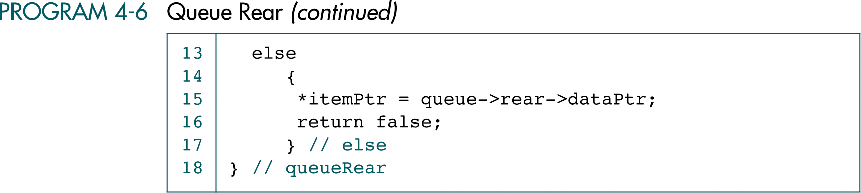 PROGRAM 4-6 Queue Rear (continued)
13 else
14 {
15 *itemPtr = queue->rear->dataPtr;
16 return false;
17 } // else
18 } // queueRear